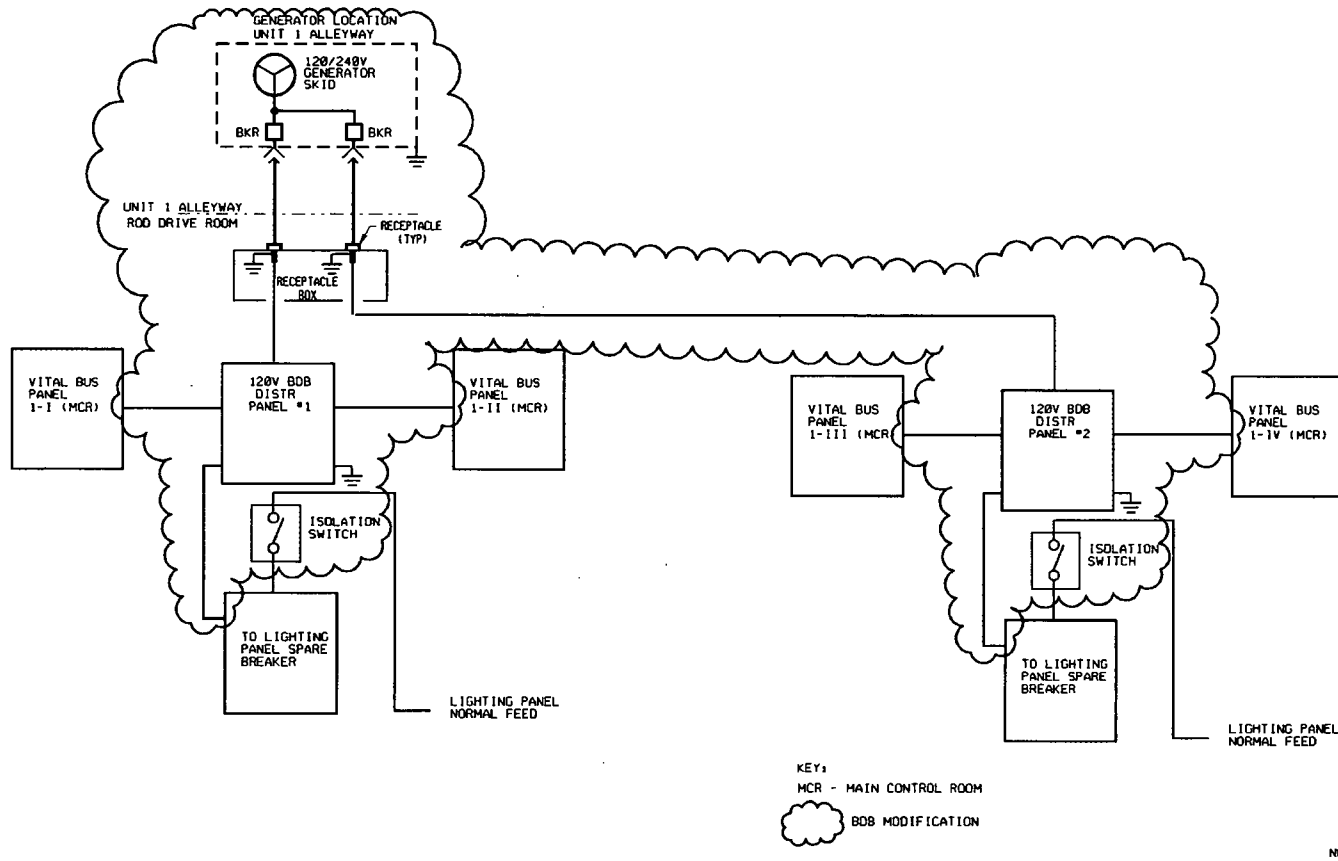 GENERATOR LOCATION
UNIT 1 ALLEYWAY
120/240V
GENERATOR
SKID
BKR
BKR
UNIT 1 ALLEYWAY
ROD DRIVE ROOM
RECEPTACLE
(TYP)
RECEPTACLE
BOX
VITAL BUS
PANEL
1-I (MCR)
120V BDB
DISTR
PANEL #1
VITAL BUS
PANEL
1-II (MCR)
VITAL BUS
PANEL
1-III (MCR
120V BDB
DISTR
PANEL #2
VITAL BUS
PANEL
1-IV (MCR)
ISOLATION
SWITCH
ISOLATION
SWITCH
TO LIGHTING
PANEL SPARE
BREAKER
LIGHTING PANEL
NORMAL FEED
TO LIGHTING
PANEL SPARE
BREAKER
LIGHTING PANEL
NORMAL FEED
KEY:
MCR - MAIN CONTROL ROOM
BDB MODIFICATION